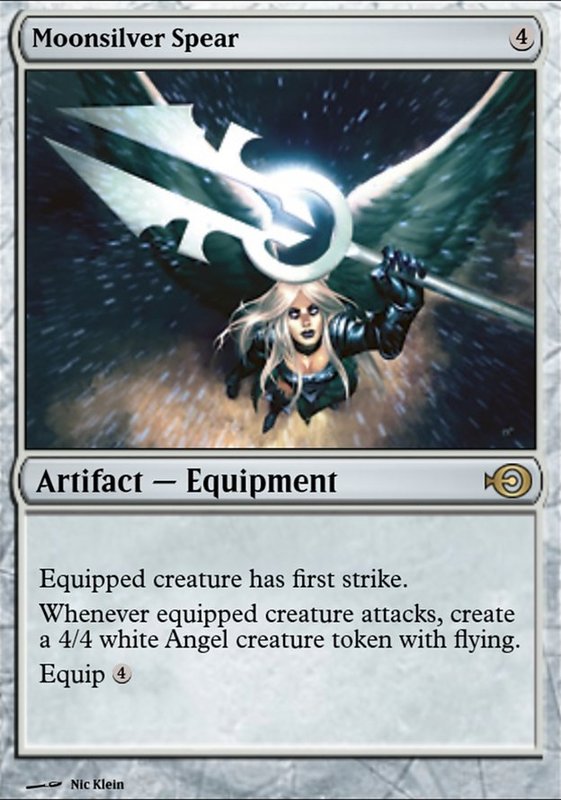 Moonsilver Spear 4
Artifact — Equipment
Equipped creature has first strike.
Whenever equipped creature attacks, create
a 4/4 white Angel creature token with flying.
Equip 4
Nic Klein